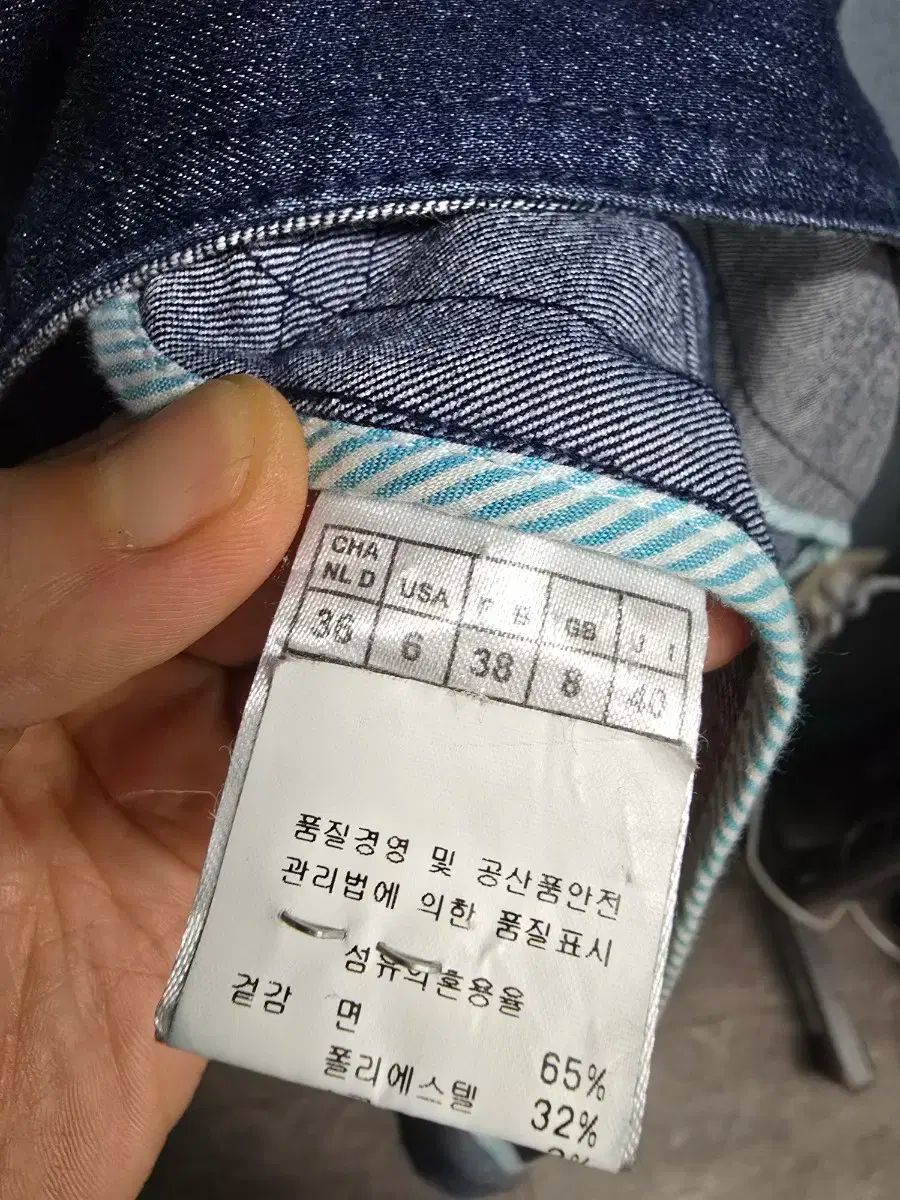 CHA USA B GB
NL D
36 6 38 8 40
품질경영 및 공산품안전
관리법에 의한 품질표시
섬유의혼용율
겉감 면 65%
폴리에스텔 32%